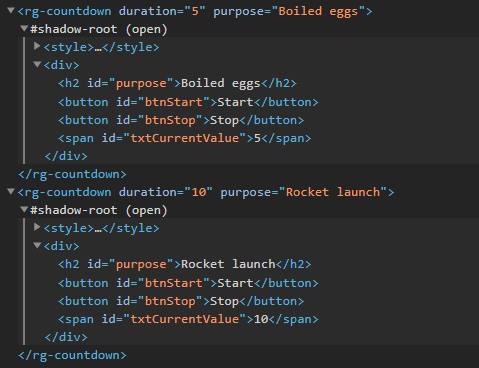 <rg-countdown duration="5" purpose="Boiled eggs">
#shadow-root (open)
<style>…</style>
<div>
<h2 id="purpose">Boiled eggs</h2>
<button id="btnStart">Start</button>
<button id="btnStop">Stop</button>
<span id="txtCurrentValue">5</span>
</div>
</rg-countdown>
<rg-countdown duration="10" purpose="Rocket launch">
#shadow-root (open)
<style>…</style>
<div>
<h2 id="purpose">Rocket launch</h2>
<button id="btnStart">Start</button>
<button id="btnStop">Stop</button>
<span id="txtCurrentValue">10</span>
</div>
</rg-countdown>